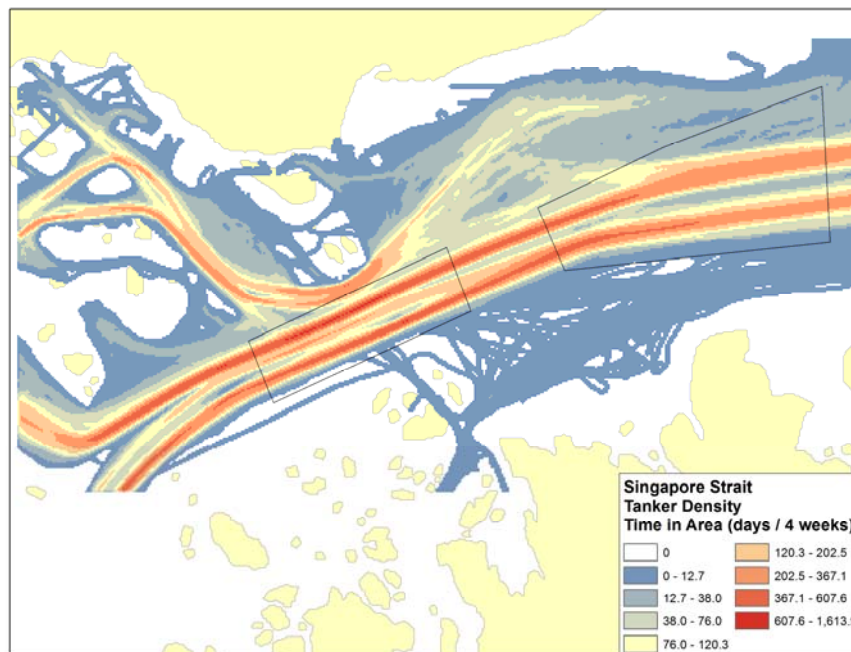 Singapore Strait
Tanker Density
Time in Area (days / 4 weeks)
0
0 - 12.7
12.7 - 38.0
38.0 - 76.0
76.0 - 120.3
120.3 - 202.5
202.5 - 367.1
367.1 - 607.6
607.6 - 1,613.